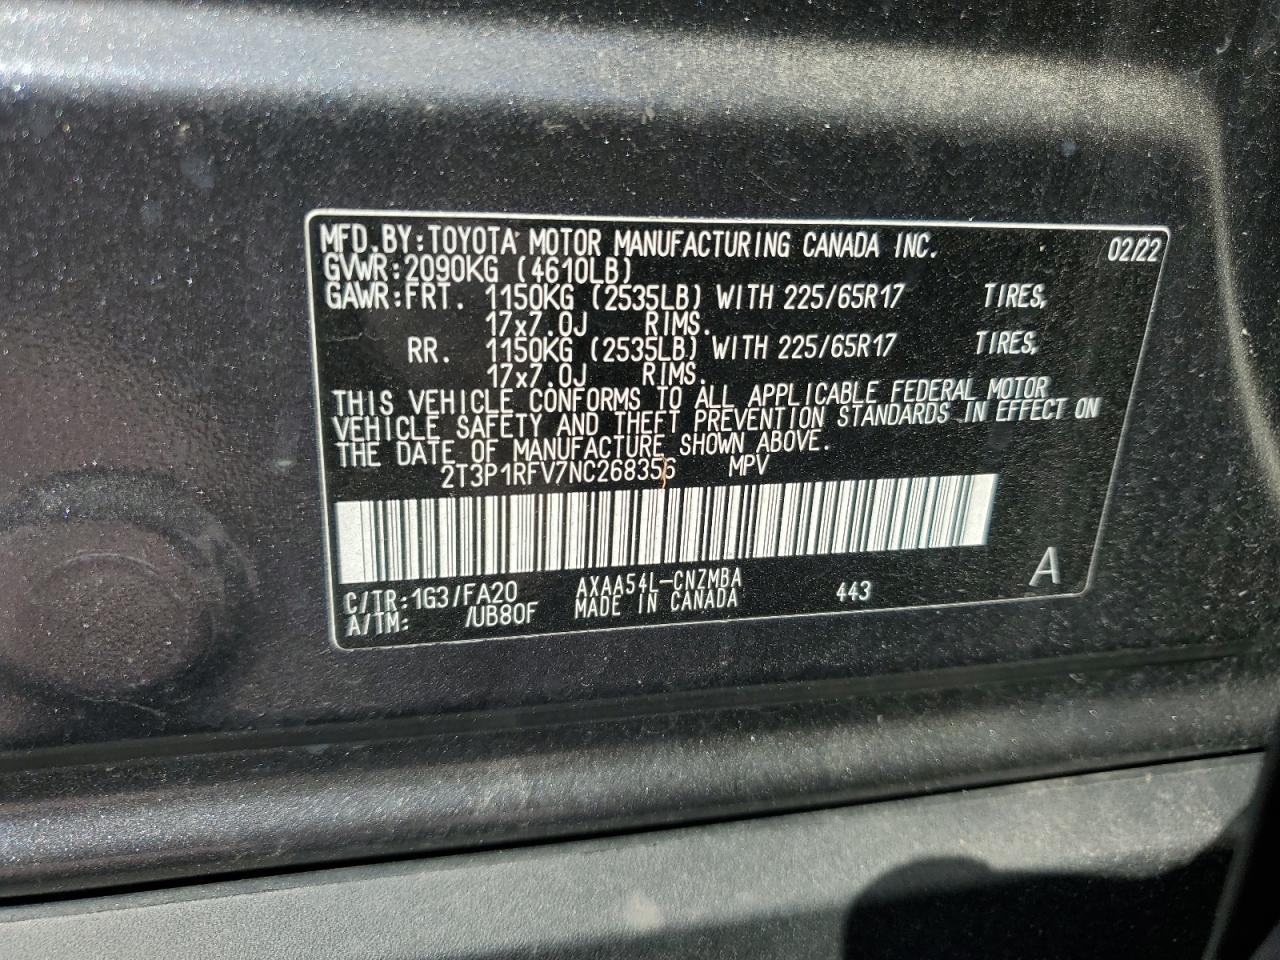 MFD.BY:TOYOTA MOTOR MANUFACTURING CANADA INC. 02/22
GVWR:2090KG (4610LB)
GAWR:FRT. 1150KG (2535LB) WITH 225/65R17 TIRES,
17x7.0J RIMS.
RR. 1150KG (2535LB) WITH 225/65R17 TIRES,
17x7.0J RIMS.
THIS VEHICLE CONFORMS TO ALL APPLICABLE FEDERAL MOTOR
VEHICLE SAFETY AND THEFT PREVENTION STANDARDS IN EFFECT ON
THE DATE OF MANUFACTURE SHOWN ABOVE.
2T3P1RFV7NC268356 MPV
A
C/TR:1G3/FA20 AXAA54L-CNZMBA 443
A/TM: /UB80F MADE IN CANADA